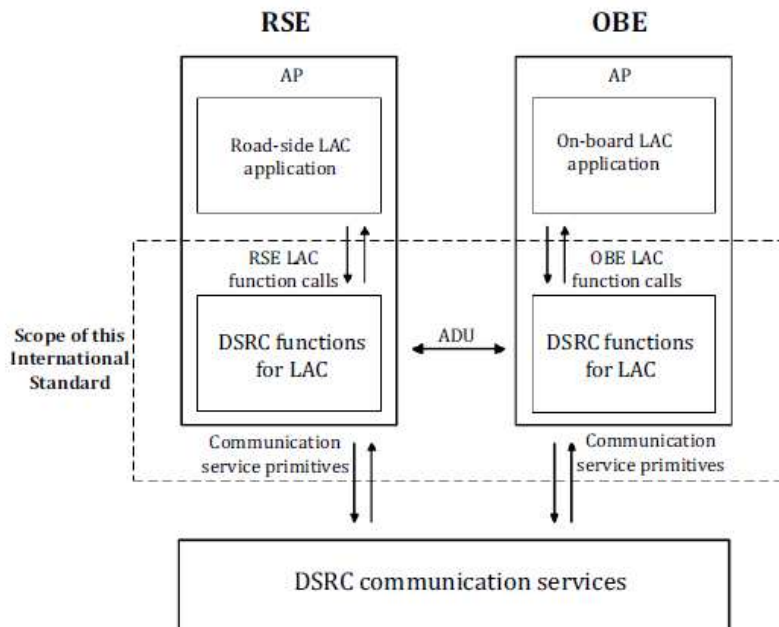 RSE
OBE
AP
AP
Road-side LAC
application
On-board LAC
application
RSE LAC
function calls
OBE LAC
function calls
Scope of this
International
Standard
DSRC functions
for LAC
ADU
DSRC functions
for LAC
Communication
service primitives
Communication
service primitives
DSRC communication services